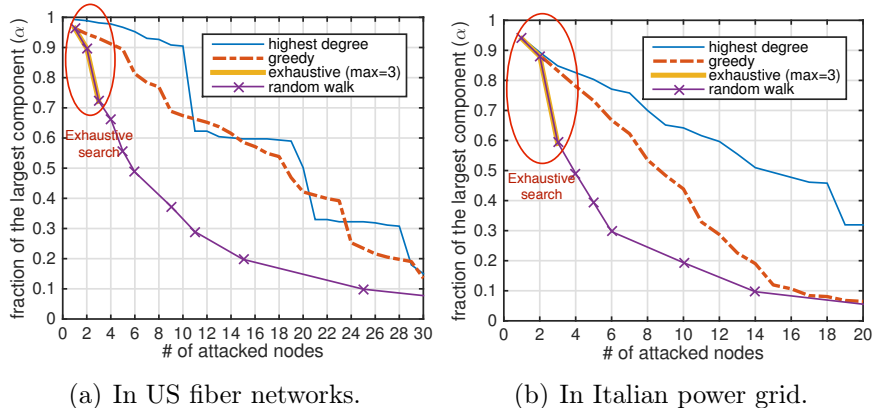 fraction of the largest component (α)
1
0.9
0.8
0.7
0.6
0.5
0.4
0.3
0.2
0.1
0
highest degree
greedy
exhaustive (max=3)
random walk
Exhaustive
search
0 2 4 6 8 10 12 14 16 18 20 22 24 26 28 30
# of attacked nodes
(a) In US fiber networks.
fraction of the largest component (α)
1
0.9
0.8
0.7
0.6
0.5
0.4
0.3
0.2
0.1
0
highest degree
greedy
exhaustive (max=3)
random walk
Exhaustive
search
0 2 4 6 8 10 12 14 16 18 20
# of attacked nodes
(b) In Italian power grid.